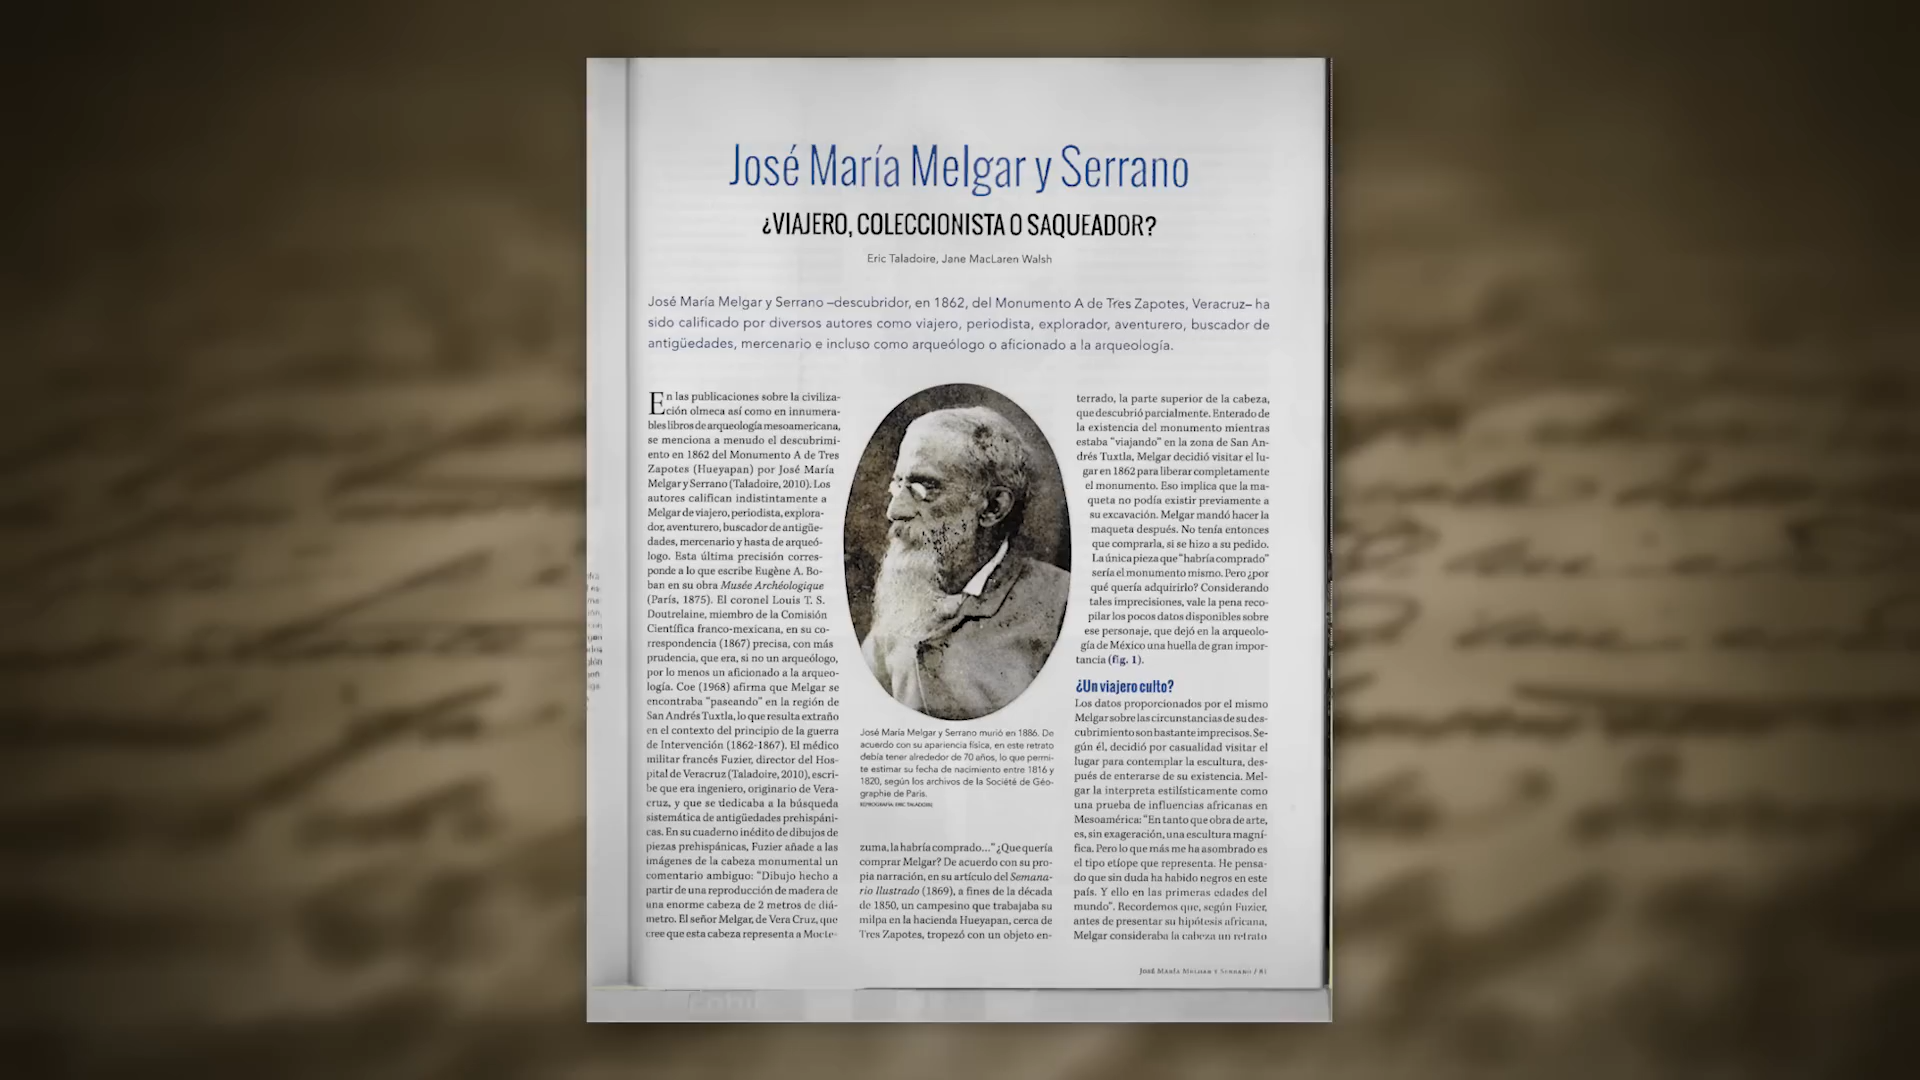 José María Melgar y Serrano
¿VIAJERO, COLECCIONISTA O SAQUEADOR?
Eric Taladoire, Jane MacLaren Walsh
José María Melgar y Serrano –descubridor, en 1862, del Monumento A de Tres Zapotes, Veracruz– ha
sido calificado por diversos autores como viajero, periodista, explorador, aventurero, buscador de
antigüedades, mercenario e incluso como arqueólogo o aficionado a la arqueología.
En las publicaciones sobre la civiliza-
ción olmeca así como en innumera-
bles libros de arqueología mesoamericana,
se menciona a menudo el descubrimi-
ento en 1862 del Monumento A de Tres
Zapotes (Hueyapan) por José María
Melgar y Serrano (Taladoire, 2010). Los
autores califican indistintamente a
Melgar de viajero, periodista, explora-
dor, aventurero, buscador de antigüe-
dades, mercenario y hasta de arqueó-
logo. Esta última precisión corres-
ponde a lo que escribe Eugène A. Bo-
ban en su obra Musée Archéologique
(París, 1875). El coronel Louis T. S.
Doutrelaine, miembro de la Comisión
Científica franco-mexicana, en su co-
rrespondencia (1867) precisa, con más
prudencia, que era, si no un arqueólogo,
por lo menos un aficionado a la arqueo-
logía. Coe (1968) afirma que Melgar se
encontraba "paseando" en la región de
San Andrés Tuxtla, lo que resulta extraño
en el contexto del principio de la guerra
de Intervención (1862-1867). El médico
militar francés Fuzier, director del Hos-
pital de Veracruz (Taladoire, 2010), escri-
be que era ingeniero, originario de Vera-
cruz, y que se dedicaba a la búsqueda
sistemática de antigüedades prehispáni-
cas. En su cuaderno inédito de dibujos de
piezas prehispánicas, Fuzier añade a las
imágenes de la cabeza monumental un
comentario ambiguo: "Dibujo hecho a
partir de una reproducción de madera de
una enorme cabeza de 2 metros de diá-
metro. El señor Melgar, de Vera Cruz, que
cree que esta cabeza representa a Mocte-
José María Melgar y Serrano murió en 1886. De
acuerdo con su apariencia física, en este retrato
debía tener alrededor de 70 años, lo que permi-
te estimar su fecha de nacimiento entre 1816 y
1820, según los archivos de la Société de Géo-
graphie de Paris.
REPROGRAFÍA: ERIC TALADOIRE
zuma, la habría comprado..." ¿Que quería
comprar Melgar? De acuerdo con su pro-
pia narración, en su artículo del Semana-
rio Ilustrado (1869), a fines de la década
de 1850, un campesino que trabajaba su
milpa en la hacienda Hueyapan, cerca de
Tres Zapotes, tropezó con un objeto en-
terrado, la parte superior de la cabeza,
que descubrió parcialmente. Enterado de
la existencia del monumento mientras
estaba "viajando" en la zona de San An-
drés Tuxtla, Melgar decidió visitar el lu-
gar en 1862 para liberar completamente
el monumento. Eso implica que la ma-
queta no podía existir previamente a
su excavación. Melgar mandó hacer la
maqueta después. No tenía entonces
que comprarla, si se hizo a su pedido.
La única pieza que "habría comprado"
sería el monumento mismo. Pero ¿por
qué quería adquirirlo? Considerando
tales imprecisiones, vale la pena reco-
pilar los pocos datos disponibles sobre
ese personaje, que dejó en la arqueolo-
gía de México una huella de gran impor-
tancia (fig. 1).
¿Un viajero culto?
Los datos proporcionados por el mismo
Melgar sobre las circunstancias de su des-
cubrimiento son bastante imprecisos. Se-
gún él, decidió por casualidad visitar el
lugar para contemplar la escultura, des-
pués de enterarse de su existencia. Mel-
gar la interpreta estilísticamente como
una prueba de influencias africanas en
Mesoamérica: "En tanto que obra de arte,
es, sin exageración, una escultura magní-
fica. Pero lo que más me ha asombrado es
el tipo etíope que representa. He pensa-
do que sin duda ha habido negros en este
país. Y ello en las primeras edades del
mundo". Recordemos que, según Fuzier,
antes de presentar su hipótesis africana,
Melgar consideraba la cabeza un retrato
JOSÉ MARÍA MELGAR Y SERRANO / 81